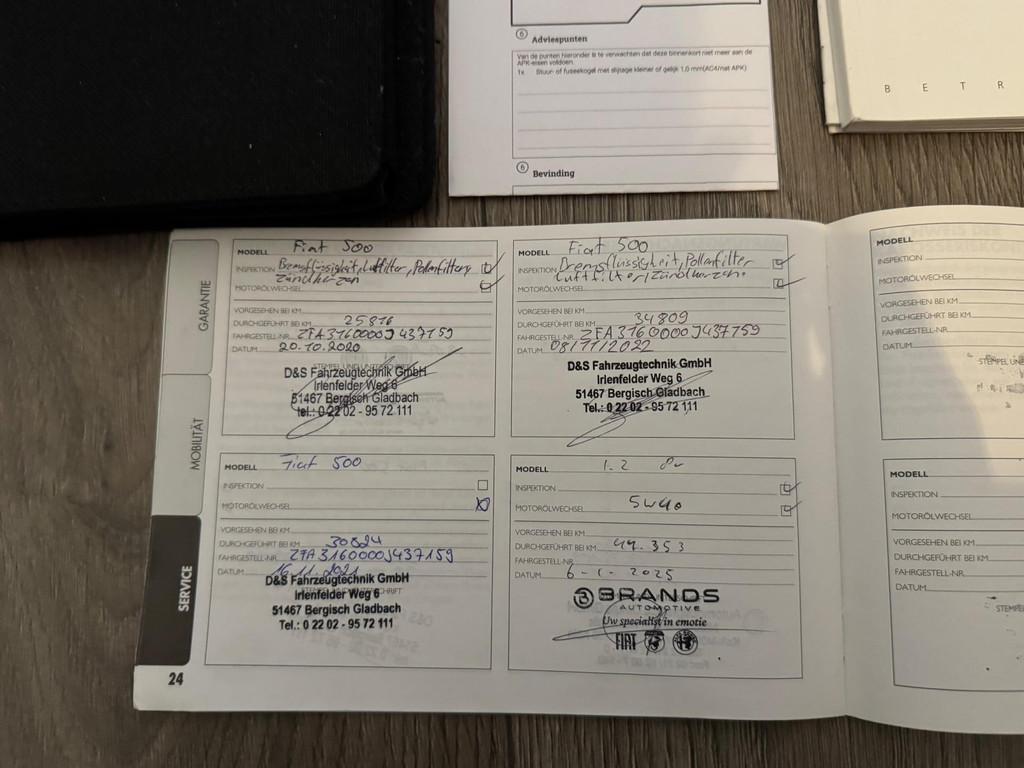 6 Adviespunten
Van de punten hieronder is te verwachten dat deze binnenkort niet meer aan de
APK-eisen voldoen.
1x Stuur- of fuseekogel met slijtage kleiner of gelijk 1,0 mm(AC4/mat APK)
6 Bevinding
BETR
GARANTIE
MOBILITÄT
SERVICE
24
MODELL Fiat 500
INSPEKTION Bremsflüssigkeit, Luftfilter, Pollenfilter
Zündkerzen
MOTORÖLWECHSEL
VORGESEHEN BEI KM
DURCHGEFÜHRT BEI KM 25816
FAHRGESTELL-NR. ZFA3160000J437159
DATUM 20.10.2020
D&S Fahrzeugtechnik GmbH
Irlenfelder Weg 6
51467 Bergisch Gladbach
Tel.: 0 22 02 - 95 72 111
MODELL Fiat 500
INSPEKTION Bremsflüssigkeit, Pollenfilter
Luftfilter, Zündkerzen.
MOTORÖLWECHSEL
VORGESEHEN BEI KM
DURCHGEFÜHRT BEI KM 34809
FAHRGESTELL-NR. ZFA3160000J437159
DATUM 08/11/2022
D&S Fahrzeugtechnik GmbH
Irlenfelder Weg 6
51467 Bergisch Gladbach
Tel.: 0 22 02 - 95 72 111
MODELL Fiat 500
INSPEKTION
MOTORÖLWECHSEL
VORGESEHEN BEI KM
DURCHGEFÜHRT BEI KM 30824
FAHRGESTELL-NR. ZFA3160000J437159
DATUM 16.11.2021
D&S Fahrzeugtechnik GmbH
Irlenfelder Weg 6
51467 Bergisch Gladbach
Tel.: 0 22 02 - 95 72 111
MODELL 1.2 8v
INSPEKTION
MOTORÖLWECHSEL 5W40
VORGESEHEN BEI KM
DURCHGEFÜHRT BEI KM 49.353
FAHRGESTELL-NR.
DATUM 6-1-2025
BRANDS
AUTOMOTIVE
Uw specialist in emotie
FIAT
MODELL
INSPEKTION
MOTORÖLWECHSEL
VORGESEHEN BEI KM
DURCHGEFÜHRT BEI KM
FAHRGESTELL-NR.
DATUM
MODELL
INSPEKTION
MOTORÖLWECHSEL
VORGESEHEN BEI KM
DURCHGEFÜHRT BEI KM
FAHRGESTELL-NR.
DATUM